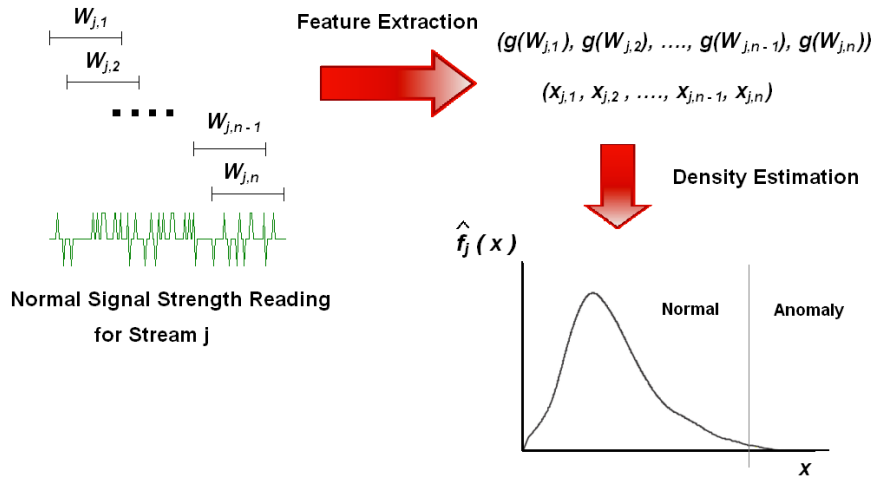 W_{j,1}
W_{j,2}
W_{j,n-1}
W_{j,n}
Normal Signal Strength Reading
for Stream j
Feature Extraction
(g(W_{j,1}), g(W_{j,2}), ...., g(W_{j,n-1}), g(W_{j,n}))
(x_{j,1}, x_{j,2}, ...., x_{j,n-1}, x_{j,n})
Density Estimation
\hat{f}_j(x)
Normal
Anomaly
x